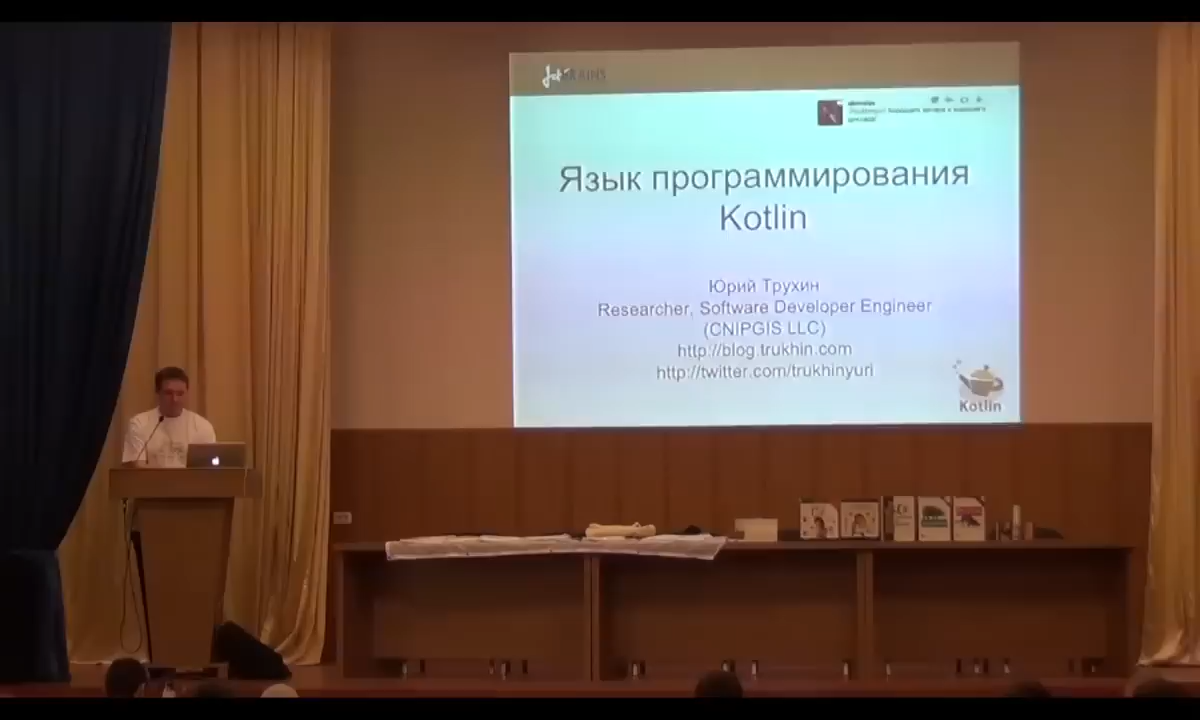 JetBRAINS
Язык программирования
Kotlin
Юрий Трухин
Researcher, Software Developer Engineer
(CNIPGIS LLC)
http://blog.trukhin.com
http://twitter.com/trukhinyuri
Kotlin